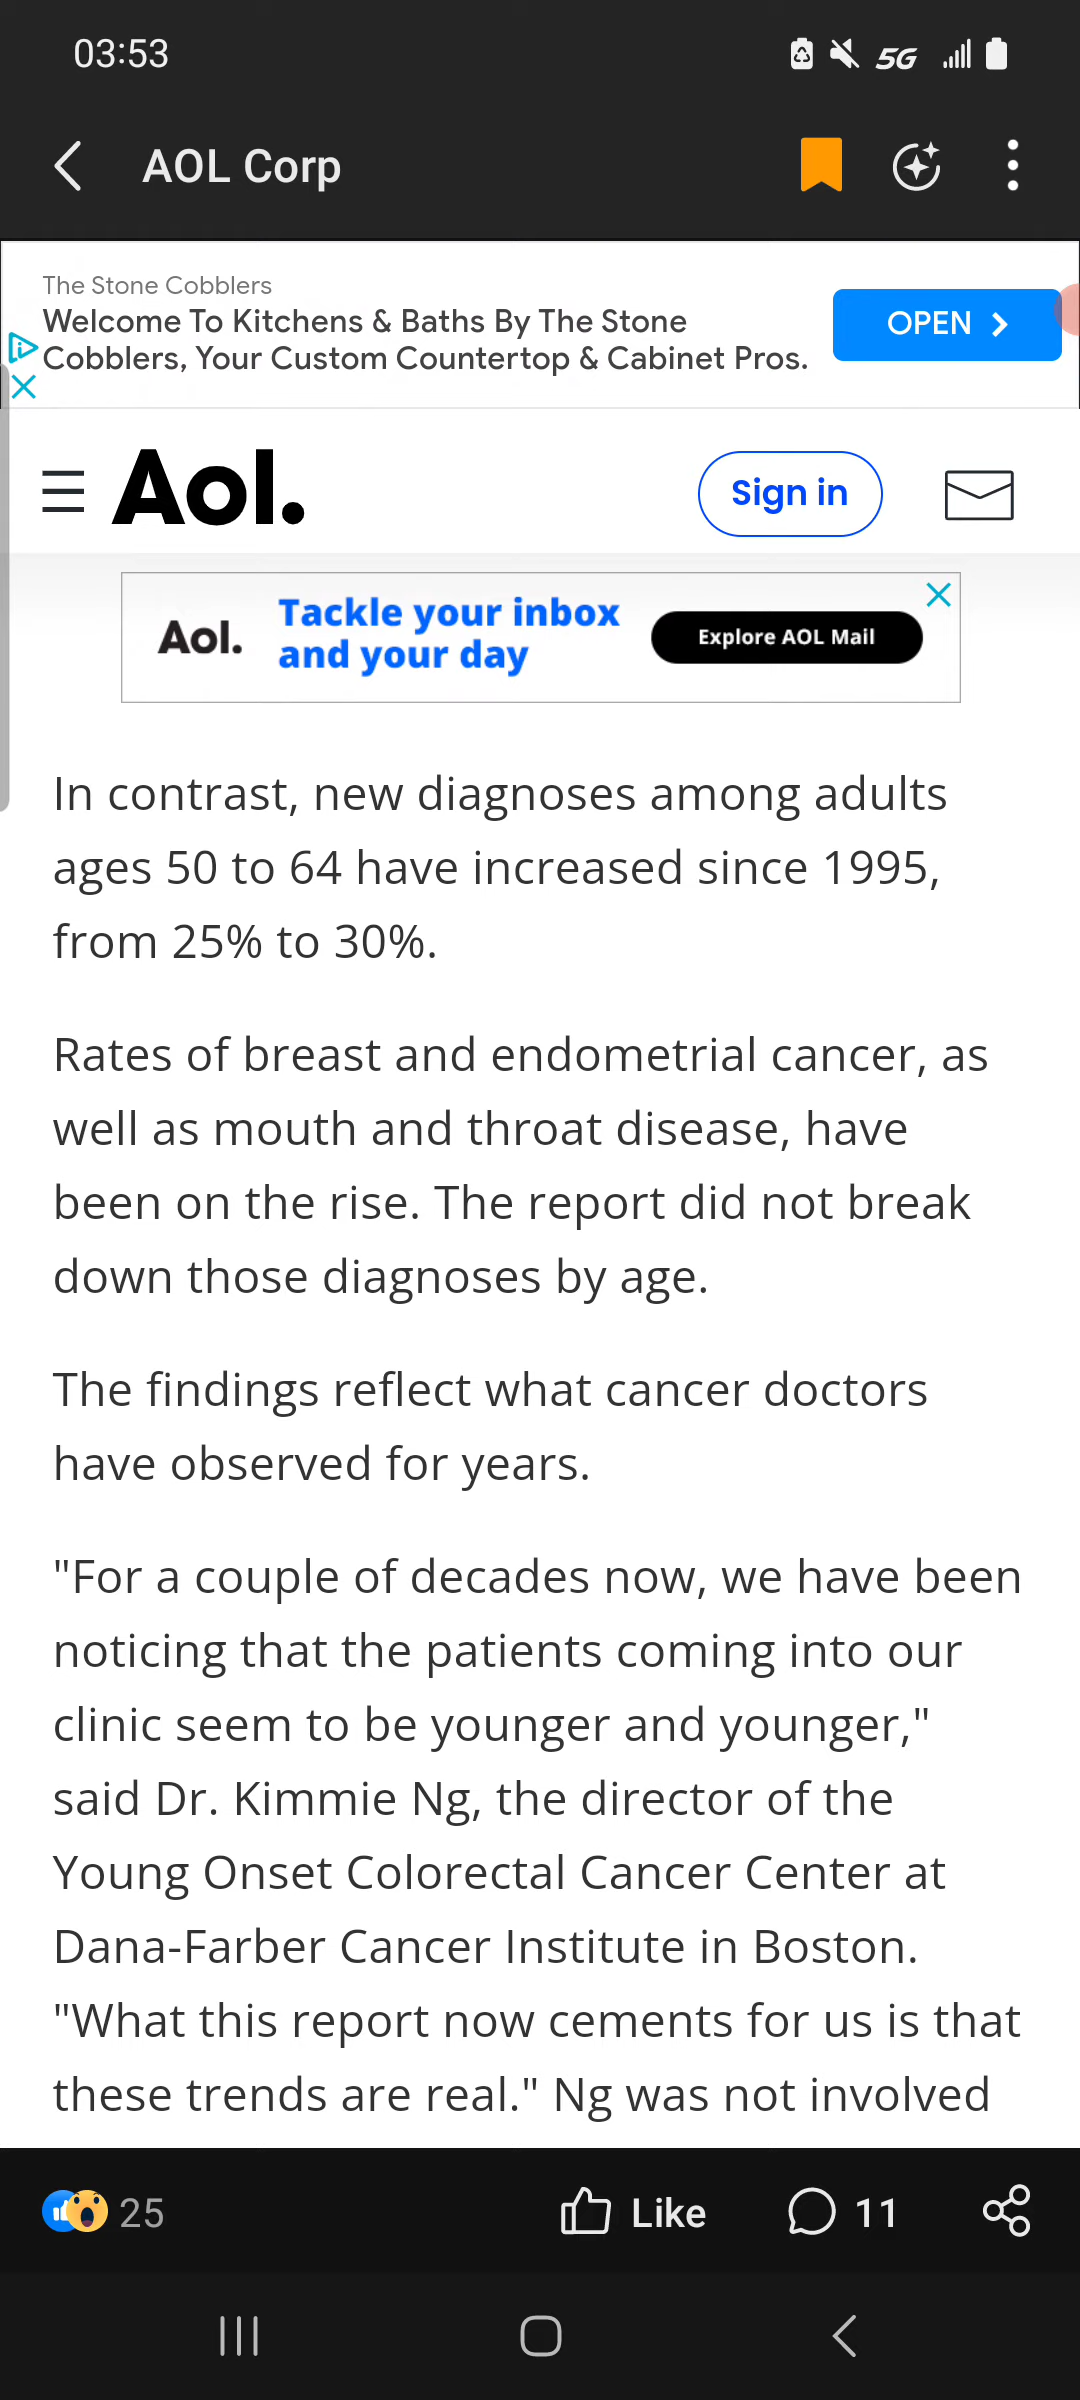 03:53
5G
AOL Corp
The Stone Cobblers
Welcome To Kitchens & Baths By The Stone
Cobblers, Your Custom Countertop & Cabinet Pros.
OPEN
Aol.
Sign in
Aol.
Tackle your inbox
and your day
Explore AOL Mail
In contrast, new diagnoses among adults
ages 50 to 64 have increased since 1995,
from 25% to 30%.
Rates of breast and endometrial cancer, as
well as mouth and throat disease, have
been on the rise. The report did not break
down those diagnoses by age.
The findings reflect what cancer doctors
have observed for years.
"For a couple of decades now, we have been
noticing that the patients coming into our
clinic seem to be younger and younger,"
said Dr. Kimmie Ng, the director of the
Young Onset Colorectal Cancer Center at
Dana-Farber Cancer Institute in Boston.
"What this report now cements for us is that
these trends are real." Ng was not involved
25
Like
11